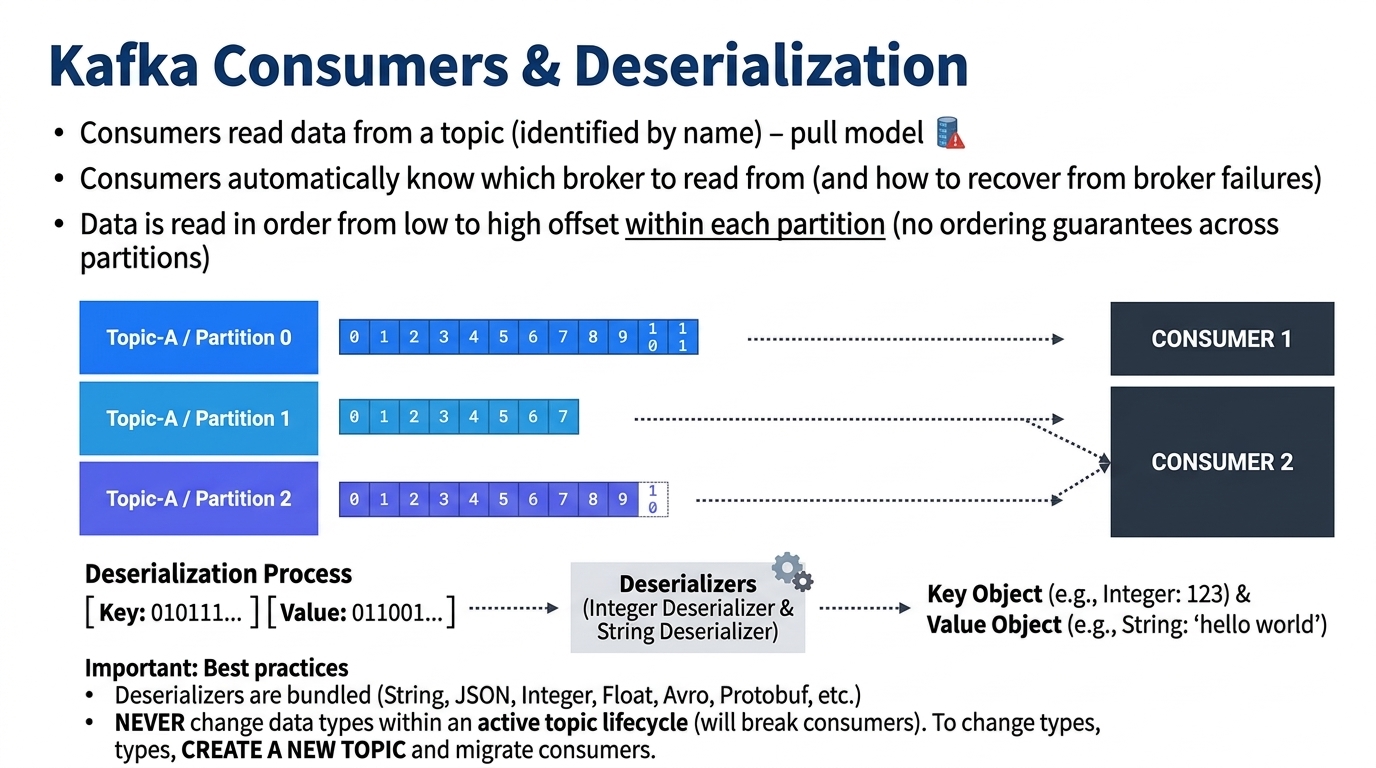 Kafka Consumers & Deserialization
• Consumers read data from a topic (identified by name) – pull model
• Consumers automatically know which broker to read from (and how to recover from broker failures)
• Data is read in order from low to high offset within each partition (no ordering guarantees across
partitions)
Topic-A / Partition 0
0 1 2 3 4 5 6 7 8 9 10 11
CONSUMER 1
Topic-A / Partition 1
0 1 2 3 4 5 6 7
Topic-A / Partition 2
0 1 2 3 4 5 6 7 8 9 10
CONSUMER 2
Deserialization Process
[Key: 010111... ] [Value: 011001...]
Deserializers
(Integer Deserializer &
String Deserializer)
Key Object (e.g., Integer: 123) &
Value Object (e.g., String: ‘hello world’)
Important: Best practices
• Deserializers are bundled (String, JSON, Integer, Float, Avro, Protobuf, etc.)
• NEVER change data types within an active topic lifecycle (will break consumers). To change types,
types, CREATE A NEW TOPIC and migrate consumers.